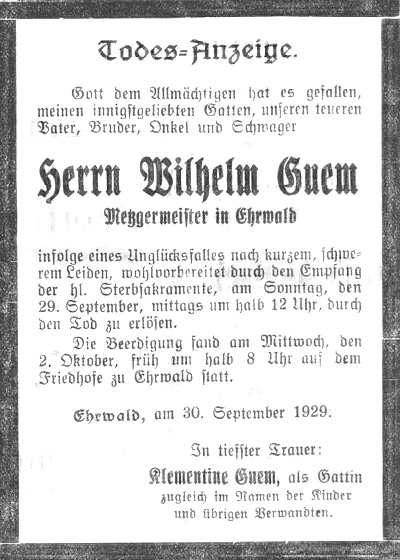 Todes=Anzeige.
Gott dem Allmächtigen hat es gefallen,
meinen innigstgeliebten Gatten, unseren teueren
Vater, Bruder, Onkel und Schwager
Herrn Wilhelm Guem
Metzgermeister in Ehrwald
infolge eines Unglücksfalles nach kurzem, schwe-
rem Leiden, wohlvorbereitet durch den Empfang
der hl. Sterbsakramente, am Sonntag, den
29. September, mittags um halb 12 Uhr, durch
den Tod zu erlösen.
Die Beerdigung fand am Mittwoch, den
2. Oktober, früh um halb 8 Uhr auf dem
Friedhofe zu Ehrwald statt.
Ehrwald, am 30. September 1929.
In tiefster Trauer:
Klementine Guem, als Gattin
zugleich im Namen der Kinder
und übrigen Verwandten.